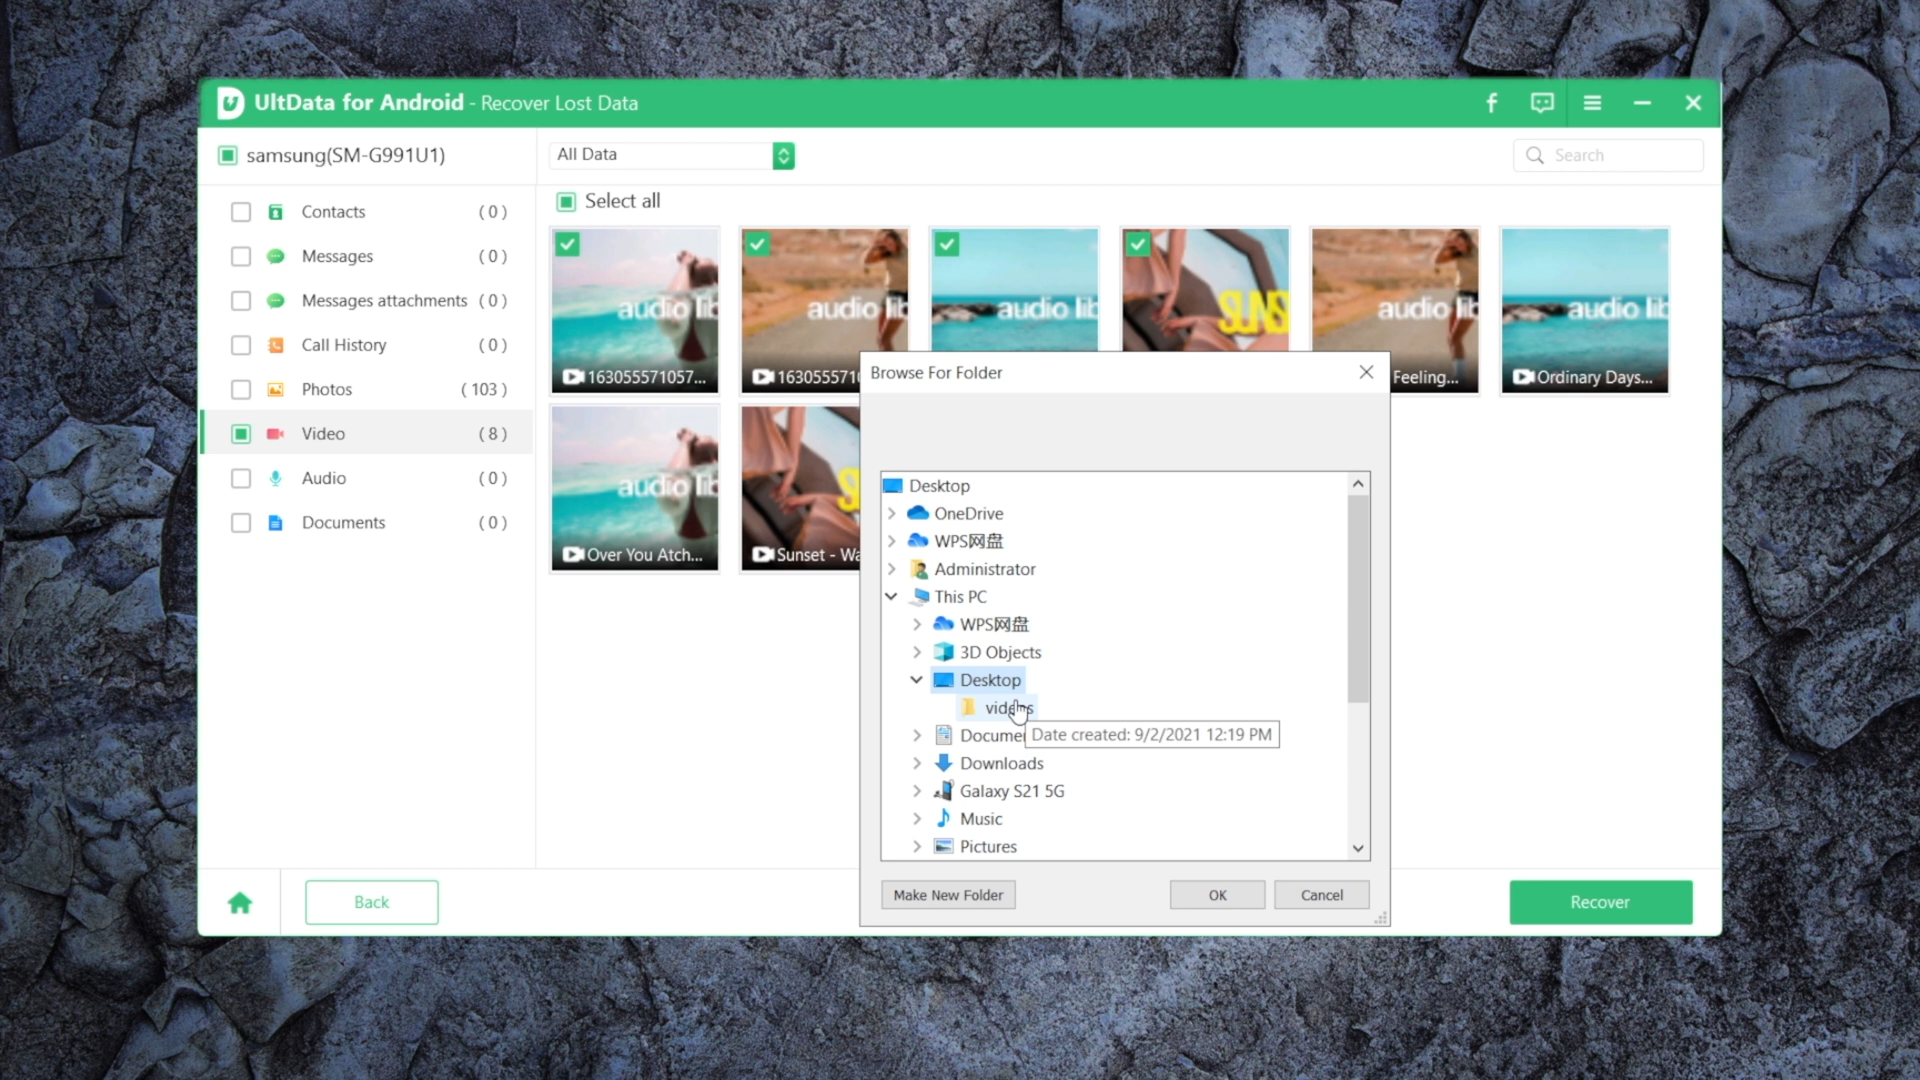 UltData for Android - Recover Lost Data
samsung(SM-G991U1)
All Data
Search
Contacts (0)
Messages (0)
Messages attachments (0)
Call History (0)
Photos (103)
Video (8)
Audio (0)
Documents (0)
Select all
audio lib
audio lib
audio lib
SUNS
audio lib
audio lib
163055571057...
16305557
Feeling...
Ordinary Days...
audio lib
Over You Atch...
Sunset - Wa
Browse For Folder
Desktop
OneDrive
WPS网盘
Administrator
This PC
WPS网盘
3D Objects
Desktop
videos
Documen
Date created: 9/2/2021 12:19 PM
Downloads
Galaxy S21 5G
Music
Pictures
Make New Folder
OK
Cancel
Back
Recover